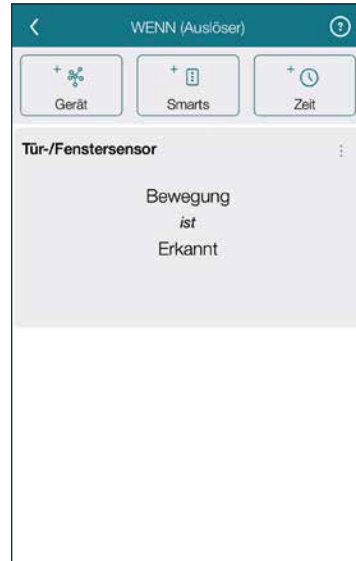 WENN (Auslöser)
+ + +
Gerät Smarts Zeit
Tür-/Fenstersensor
Bewegung
ist
Erkannt